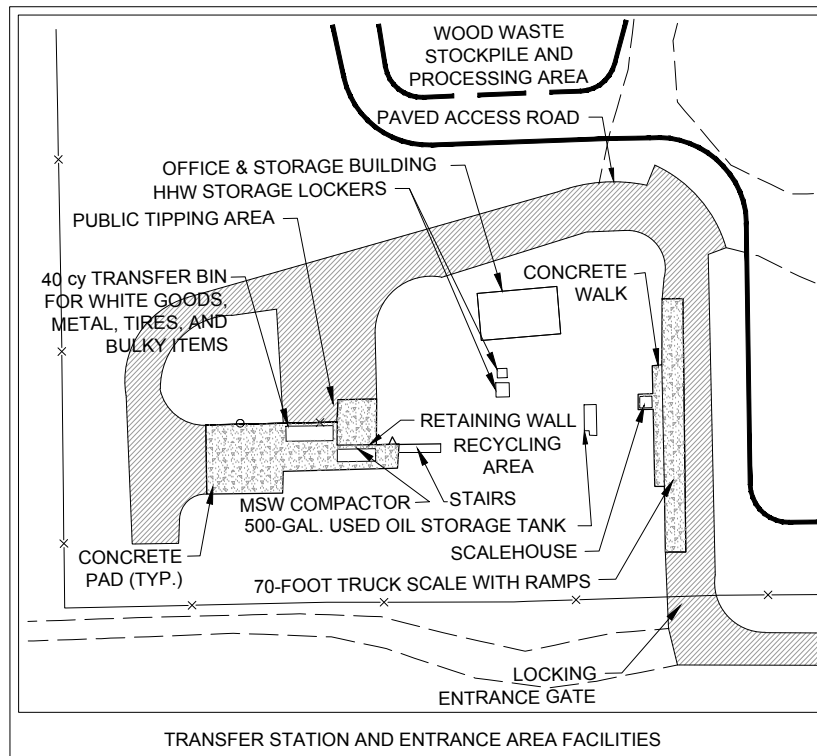 WOOD WASTE
STOCKPILE AND
PROCESSING AREA
PAVED ACCESS ROAD
OFFICE & STORAGE BUILDING
HHW STORAGE LOCKERS
PUBLIC TIPPING AREA
40 cy TRANSFER BIN
FOR WHITE GOODS,
METAL, TIRES, AND
BULKY ITEMS
CONCRETE
WALK
RETAINING WALL
RECYCLING
AREA
MSW COMPACTOR
STAIRS
500-GAL. USED OIL STORAGE TANK
SCALEHOUSE
CONCRETE
PAD (TYP.)
70-FOOT TRUCK SCALE WITH RAMPS
LOCKING
ENTRANCE GATE
TRANSFER STATION AND ENTRANCE AREA FACILITIES